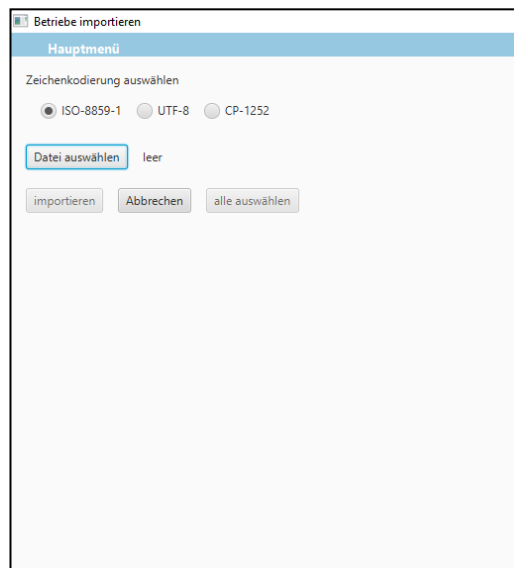 Betriebe importieren
Hauptmenü
Zeichenkodierung auswählen
ISO-8859-1 UTF-8 CP-1252
Datei auswählen leer
importieren Abbrechen alle auswählen